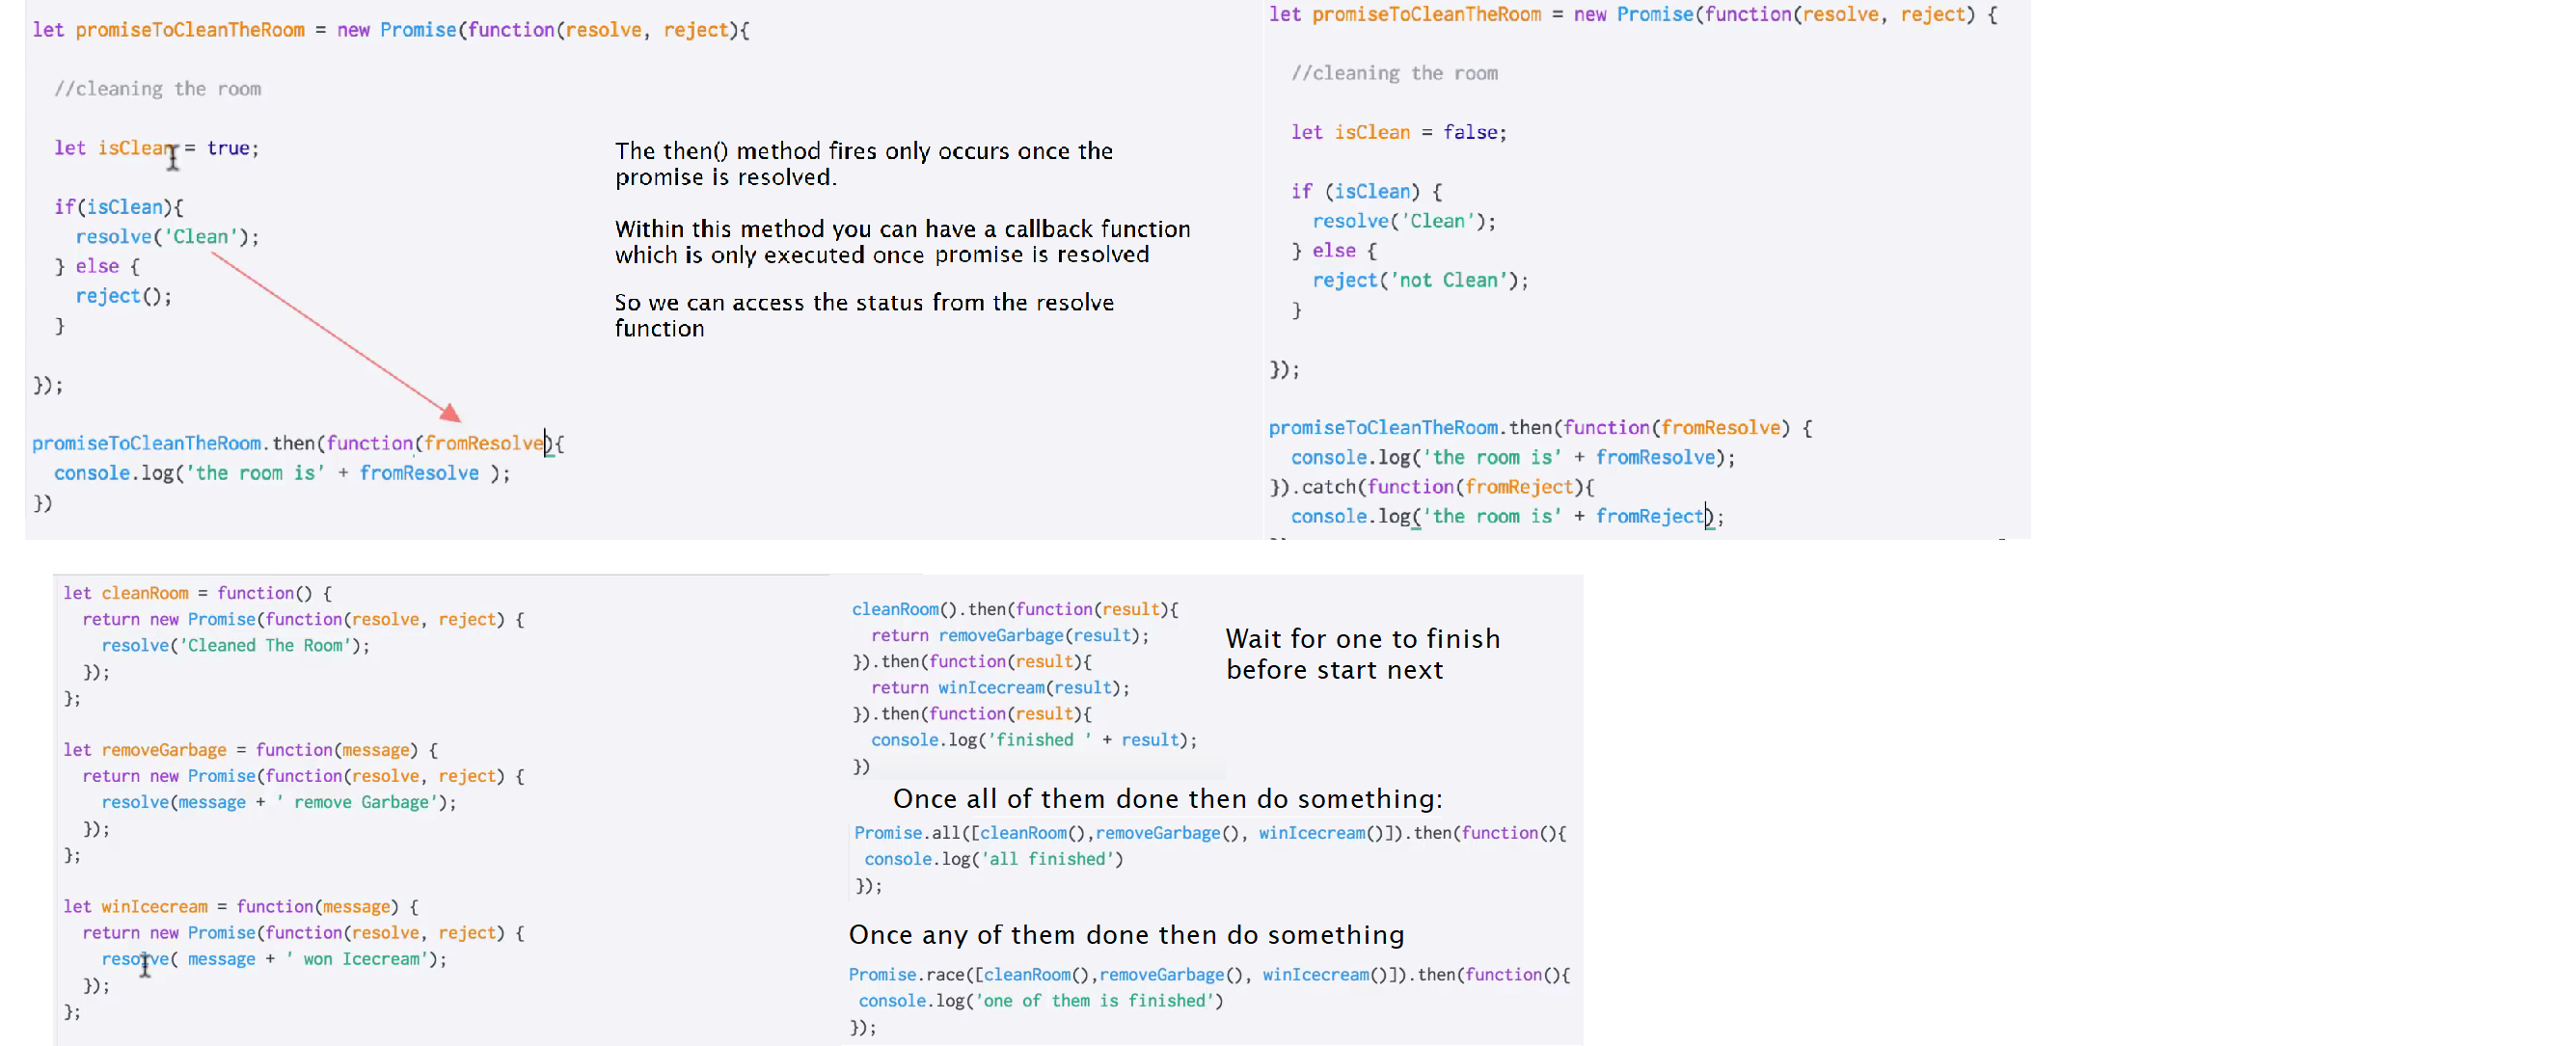 let promiseToCleanTheRoom = new Promise(function(resolve, reject){
//cleaning the room
let isClean = true;
if(isClean){
resolve('Clean');
} else {
reject();
}
});
promiseToCleanTheRoom.then(function(fromResolve){
console.log('the room is' + fromResolve );
})
The then() method fires only occurs once the
promise is resolved.
Within this method you can have a callback function
which is only executed once promise is resolved
So we can access the status from the resolve
function
let promiseToCleanTheRoom = new Promise(function(resolve, reject) {
//cleaning the room
let isClean = false;
if (isClean) {
resolve('Clean');
} else {
reject('not Clean');
}
});
promiseToCleanTheRoom.then(function(fromResolve) {
console.log('the room is' + fromResolve);
}).catch(function(fromReject){
console.log('the room is' + fromReject);
let cleanRoom = function() {
return new Promise(function(resolve, reject) {
resolve('Cleaned The Room');
});
};
let removeGarbage = function(message) {
return new Promise(function(resolve, reject) {
resolve(message + ' remove Garbage');
});
};
let winIcecream = function(message) {
return new Promise(function(resolve, reject) {
resolve( message + ' won Icecream');
});
};
cleanRoom().then(function(result){
return removeGarbage(result);
}).then(function(result){
return winIcecream(result);
}).then(function(result){
console.log('finished ' + result);
})
Wait for one to finish
before start next
Once all of them done then do something:
Promise.all([cleanRoom(),removeGarbage(), winIcecream()]).then(function(){
console.log('all finished')
});
Once any of them done then do something
Promise.race([cleanRoom(),removeGarbage(), winIcecream()]).then(function(){
console.log('one of them is finished')
});